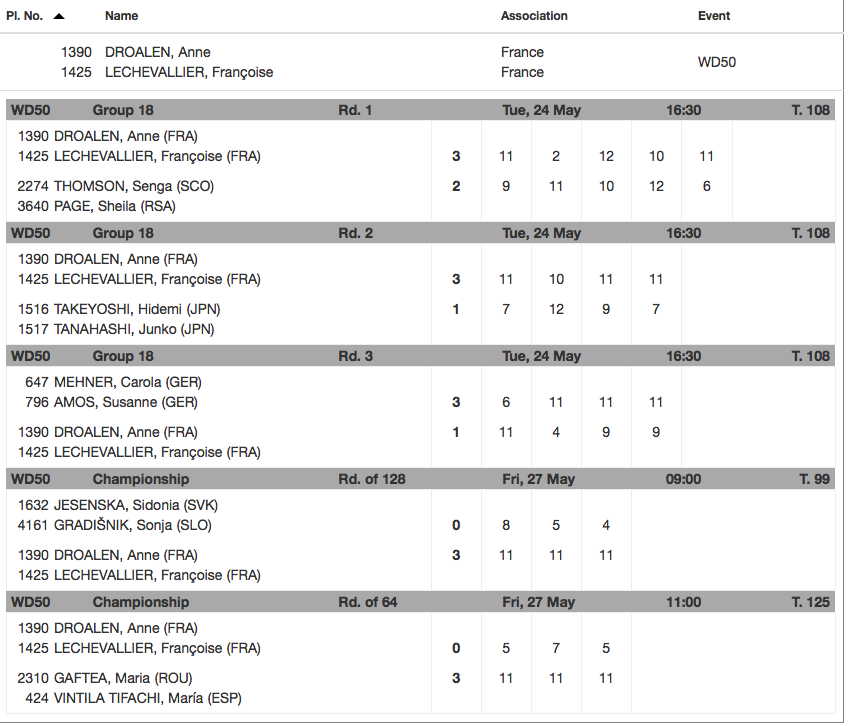 Pl. No. ▲ Name Association Event
1390 DROALEN, Anne France
WD50
1425 LECHEVALLIER, Françoise France
WD50 Group 18 Rd. 1 Tue, 24 May 16:30 T. 108
1390 DROALEN, Anne (FRA)
1425 LECHEVALLIER, Françoise (FRA) 3 11 2 12 10 11
2274 THOMSON, Senga (SCO) 2 9 11 10 12 6
3640 PAGE, Sheila (RSA)
WD50 Group 18 Rd. 2 Tue, 24 May 16:30 T. 108
1390 DROALEN, Anne (FRA)
1425 LECHEVALLIER, Françoise (FRA) 3 11 10 11 11
1516 TAKEYOSHI, Hidemi (JPN) 1 7 12 9 7
1517 TANAHASHI, Junko (JPN)
WD50 Group 18 Rd. 3 Tue, 24 May 16:30 T. 108
647 MEHNER, Carola (GER)
796 AMOS, Susanne (GER) 3 6 11 11 11
1390 DROALEN, Anne (FRA) 1 11 4 9 9
1425 LECHEVALLIER, Françoise (FRA)
WD50 Championship Rd. of 128 Fri, 27 May 09:00 T. 99
1632 JESENSKA, Sidonia (SVK)
4161 GRADIŠNIK, Sonja (SLO) 0 8 5 4
1390 DROALEN, Anne (FRA) 3 11 11 11
1425 LECHEVALLIER, Françoise (FRA)
WD50 Championship Rd. of 64 Fri, 27 May 11:00 T. 125
1390 DROALEN, Anne (FRA)
1425 LECHEVALLIER, Françoise (FRA) 0 5 7 5
2310 GAFTEA, Maria (ROU) 3 11 11 11
424 VINTILA TIFACHI, María (ESP)